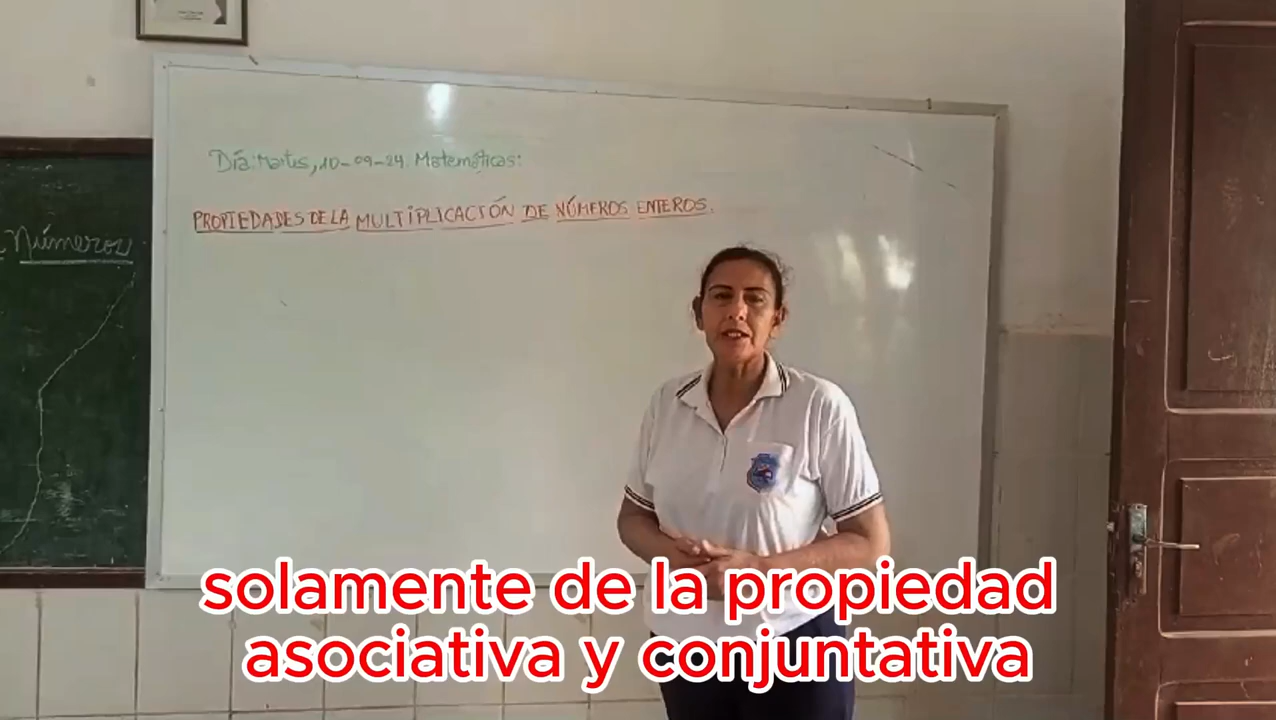 Día: Martes, 10-09-24. Matemáticas:
PROPIEDADES DE LA MULTIPLICACIÓN DE NÚMEROS ENTEROS.
Números
solamente de la propiedad
asociativa y conjuntativa